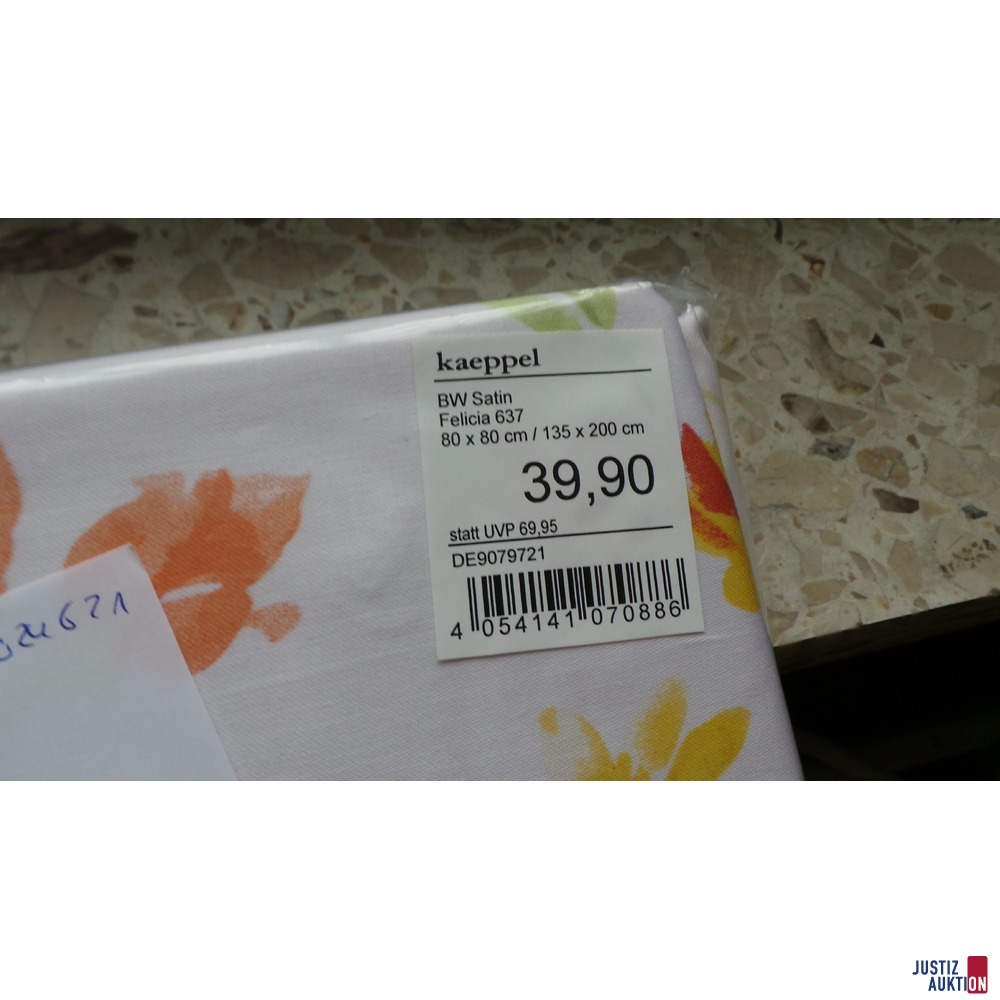 kaeppel
BW Satin
Felicia 637
80 x 80 cm / 135 x 200 cm
39,90
statt UVP 69,95
DE9079721
4 054141 070886
JUSTIZ
AUKTION